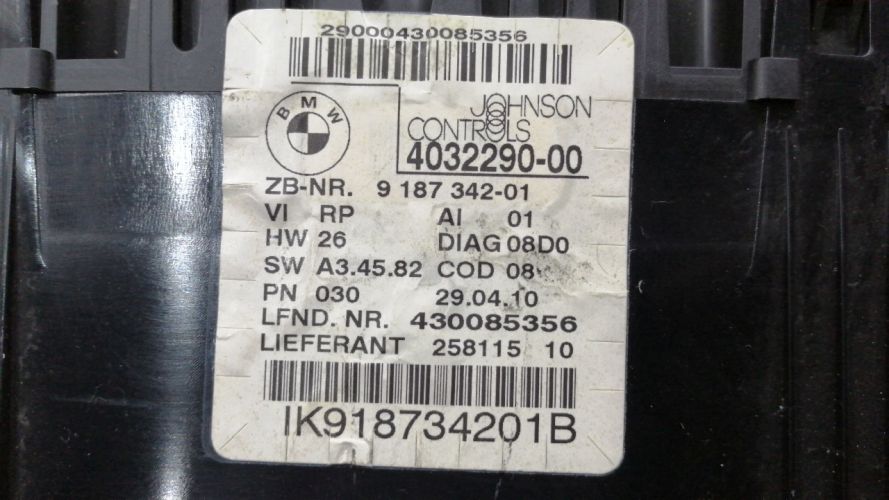 29000430085356
BMW
JOHNSON
CONTROLS
4032290-00
ZB-NR. 9 187 342-01
VI RP AI 01
HW 26 DIAG 08D0
SW A3.45.82 COD 08
PN 030 29.04.10
LFND. NR. 430085356
LIEFERANT 258115 10
IK918734201B